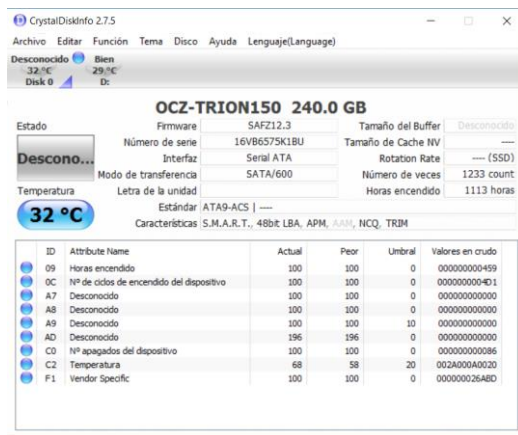 CrystalDiskInfo 2.7.5
Archivo Editar Función Tema Disco Ayuda Lenguaje(Language)
Desconocido Bien
32 °C 29 °C
Disk 0 D:
OCZ-TRION150 240.0 GB
Estado Firmware SAFZ12.3 Tamaño del Buffer Desconocido
Descono... Número de serie 16VB6575K1BU Tamaño de Cache NV ----
Interfaz Serial ATA Rotation Rate ---- (SSD)
Modo de transferencia SATA/600 Número de veces 1233 count
Temperatura Letra de la unidad Horas encendido 1113 horas
32 °C Estándar ATA9-ACS | ----
Características S.M.A.R.T., 48bit LBA, APM, AAM, NCQ, TRIM
ID Attribute Name Actual Peor Umbral Valores en crudo
09 Horas encendido 100 100 0 000000000459
0C Nº de ciclos de encendido del dispositivo 100 100 0 0000000004D1
A7 Desconocido 100 100 0 000000000000
A8 Desconocido 100 100 0 000000000000
A9 Desconocido 100 100 10 000000000000
AD Desconocido 196 196 0 000000000000
C0 Nº apagados del dispositivo 100 100 0 000000000086
C2 Temperatura 68 58 20 002A000A0020
F1 Vendor Specific 100 100 0 000000026ABD